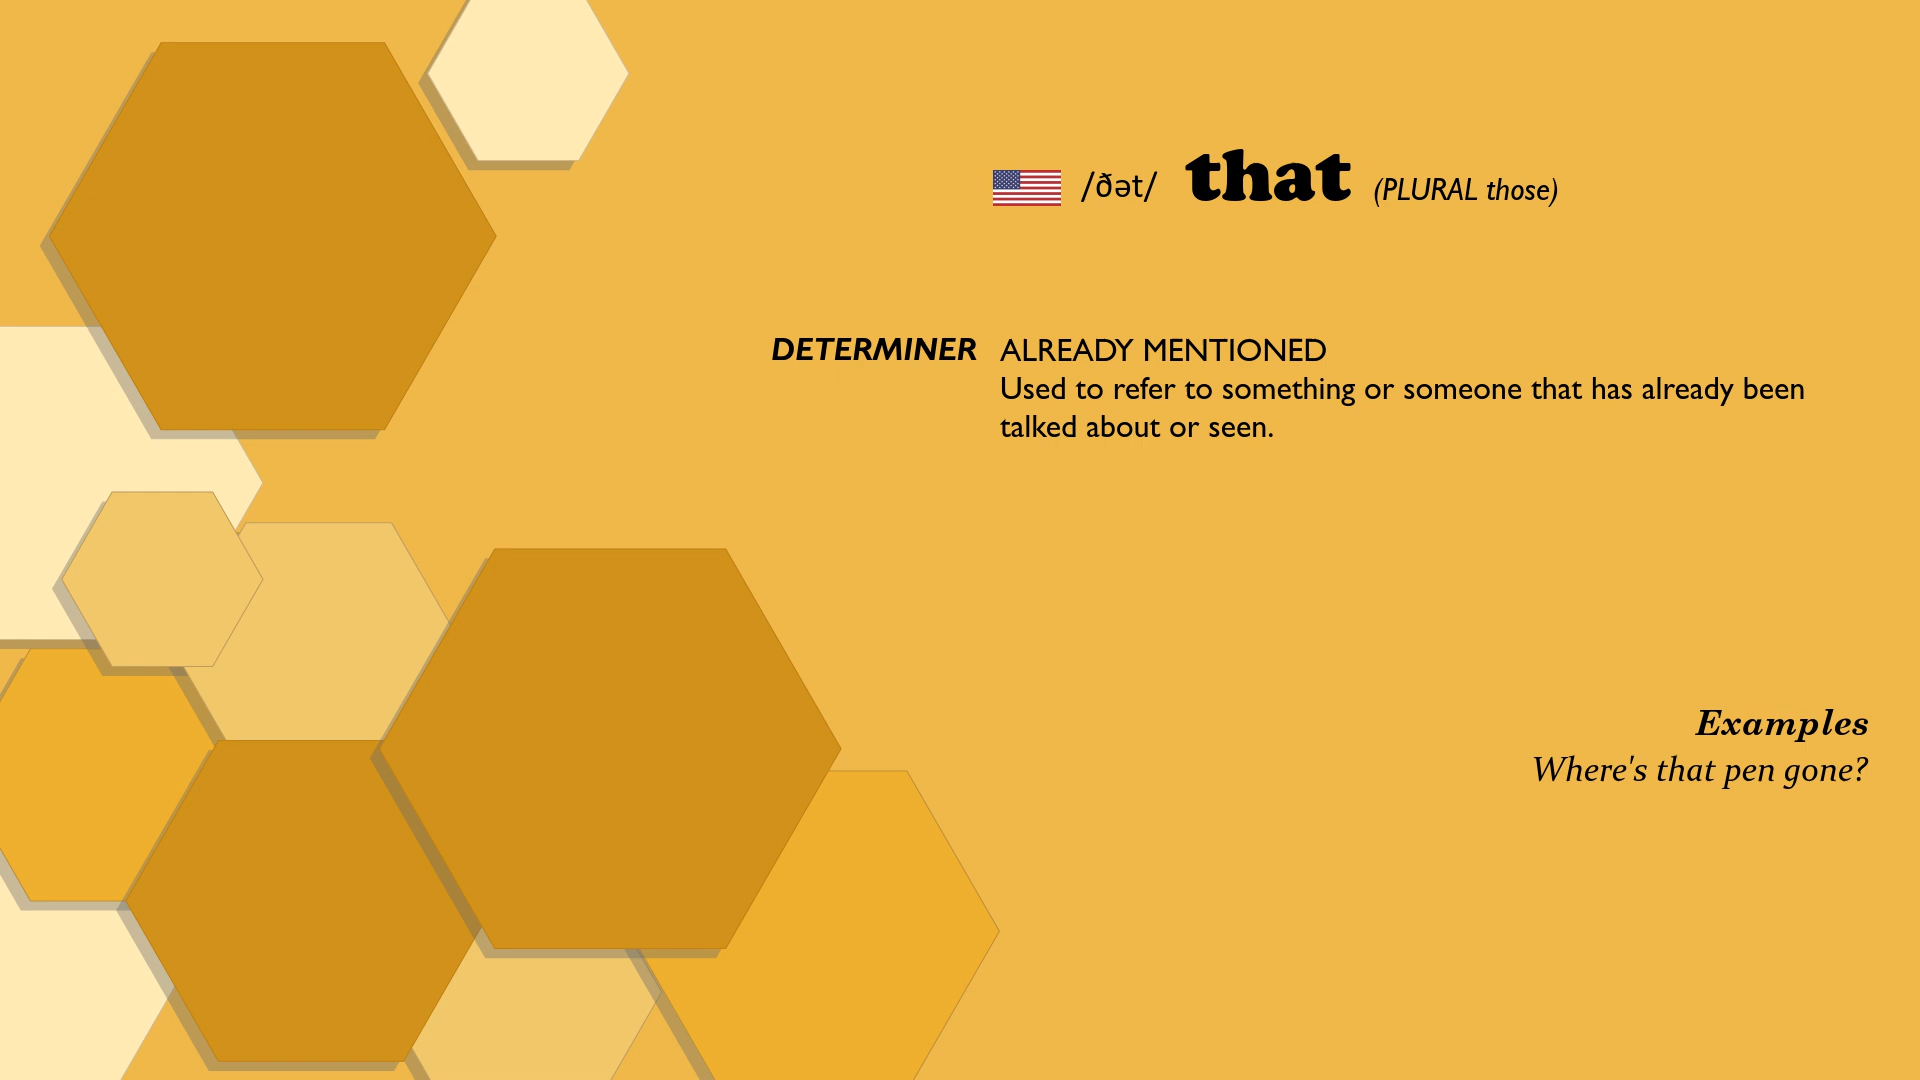 /ðət/ that (PLURAL those)
DETERMINER ALREADY MENTIONED
Used to refer to something or someone that has already been
talked about or seen.
Examples
Where's that pen gone?